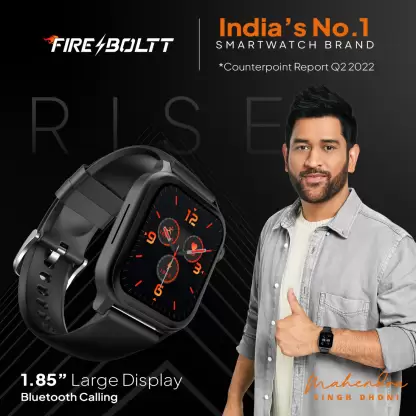 FIRE BOLTT
India's No.1
SMARTWATCH BRAND
*Counterpoint Report Q2 2022
RISE
1.85” Large Display
Bluetooth Calling
Mahendra
SINGH DHONI